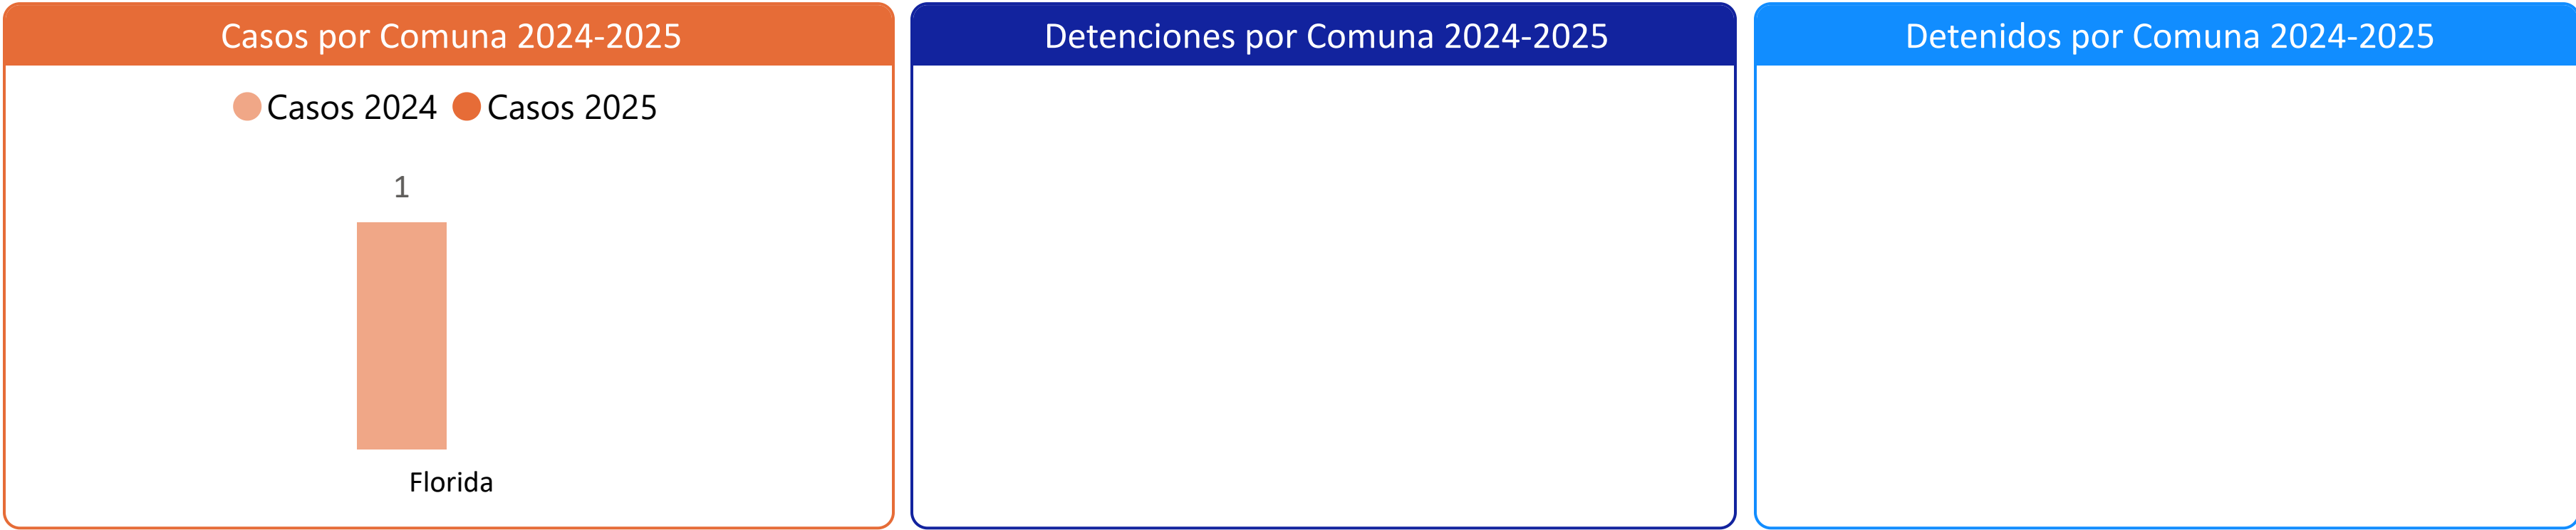 Casos por Comuna 2024-2025
Casos 2024 Casos 2025
1
Florida
Detenciones por Comuna 2024-2025
Detenidos por Comuna 2024-2025